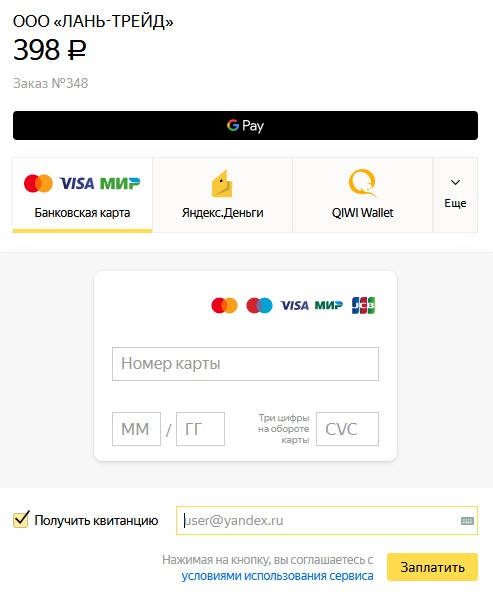 ООО «ЛАНЬ-ТРЕЙД»
398 ₽
Заказ №348
G Pay
VISA МИР
Банковская карта
Яндекс.Деньги
QIWI Wallet
Еще
VISA МИР JCB
Номер карты
ММ / ГГ
Три цифры
на обороте
карты
CVC
Получить квитанцию
user@yandex.ru
Нажимая на кнопку, вы соглашаетесь с
условиями использования сервиса
Заплатить